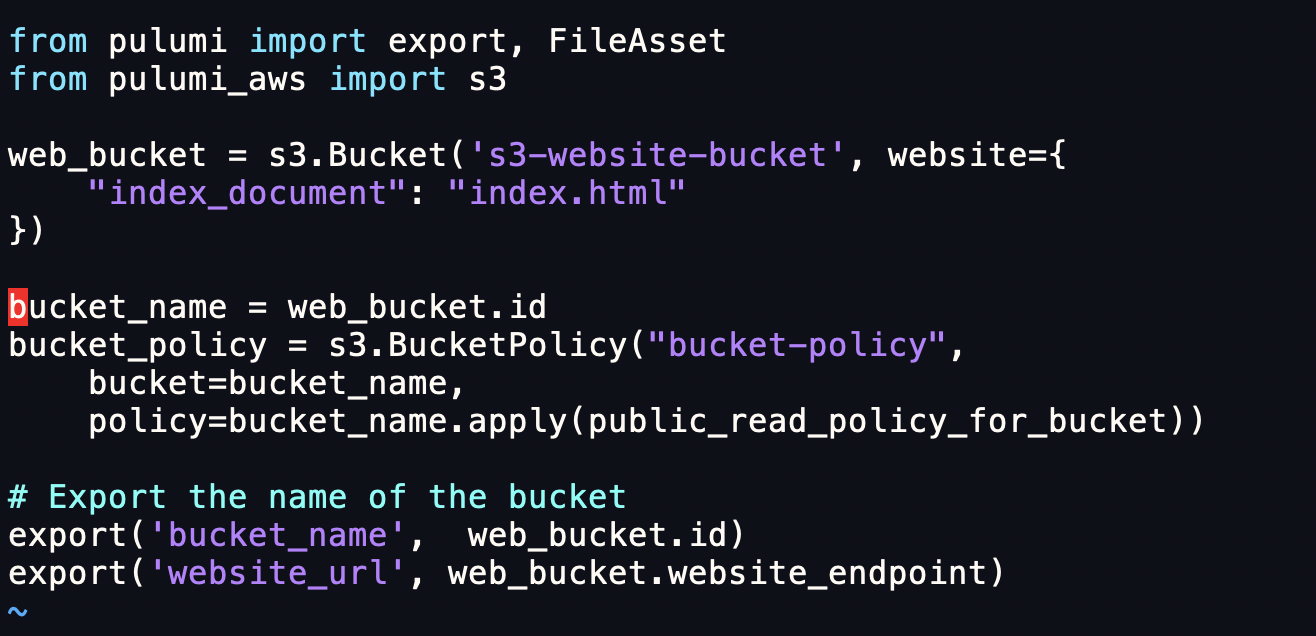 from pulumi import export, FileAsset
from pulumi_aws import s3

web_bucket = s3.Bucket('s3-website-bucket', website={
    "index_document": "index.html"
})

bucket_name = web_bucket.id
bucket_policy = s3.BucketPolicy("bucket-policy",
    bucket=bucket_name,
    policy=bucket_name.apply(public_read_policy_for_bucket))

# Export the name of the bucket
export('bucket_name',  web_bucket.id)
export('website_url', web_bucket.website_endpoint)
~